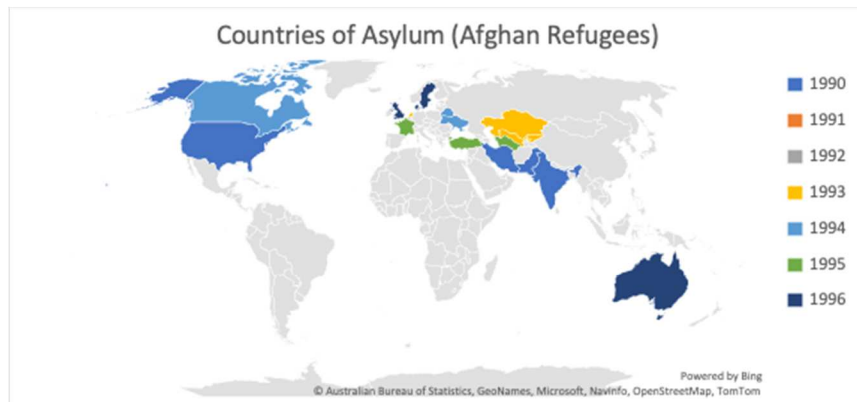 Countries of Asylum (Afghan Refugees)
1990
1991
1992
1993
1994
1995
1996
Powered by Bing
© Australian Bureau of Statistics, GeoNames, Microsoft, Navinfo, OpenStreetMap, TomTom